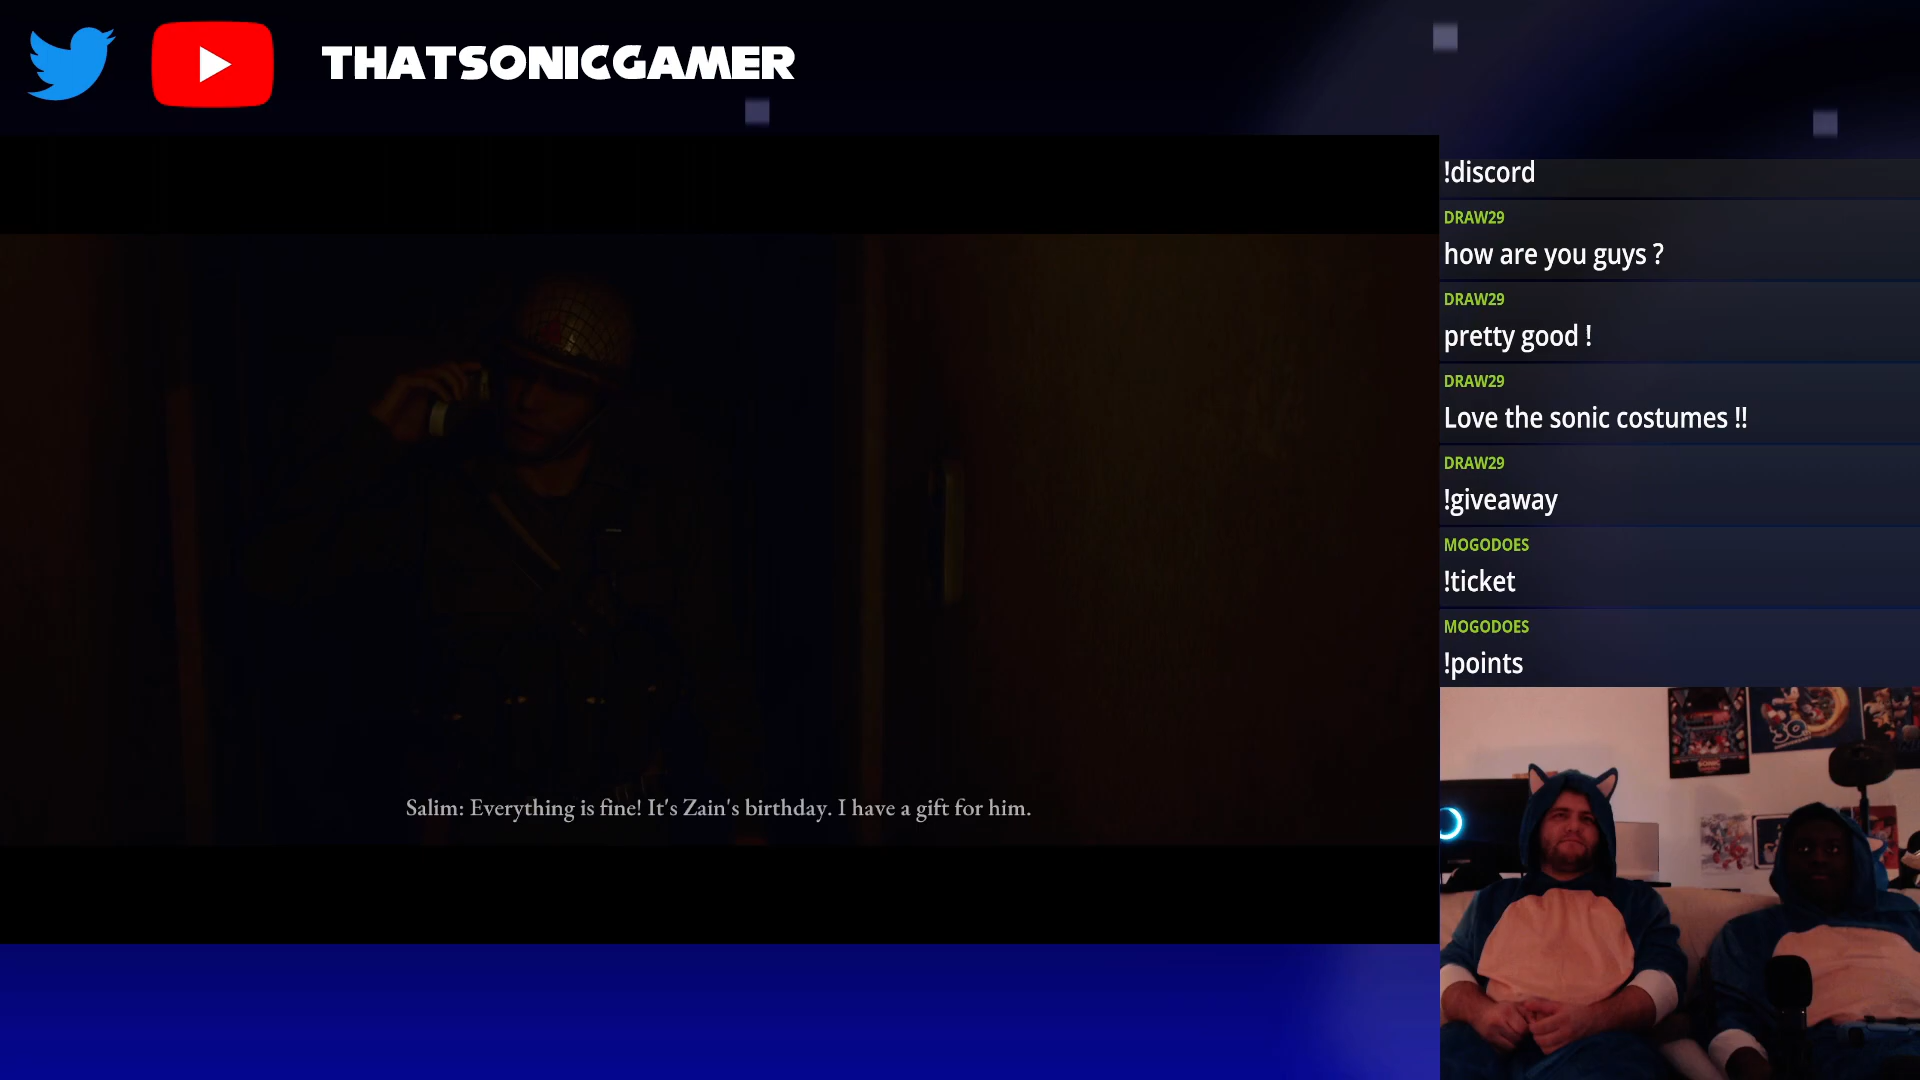 THATSONICGAMER
!discord
DRAW29
how are you guys ?
DRAW29
pretty good !
DRAW29
Love the sonic costumes !!
DRAW29
!giveaway
MOGODOES
!ticket
MOGODOES
!points
Salim: Everything is fine! It's Zain's birthday. I have a gift for him.